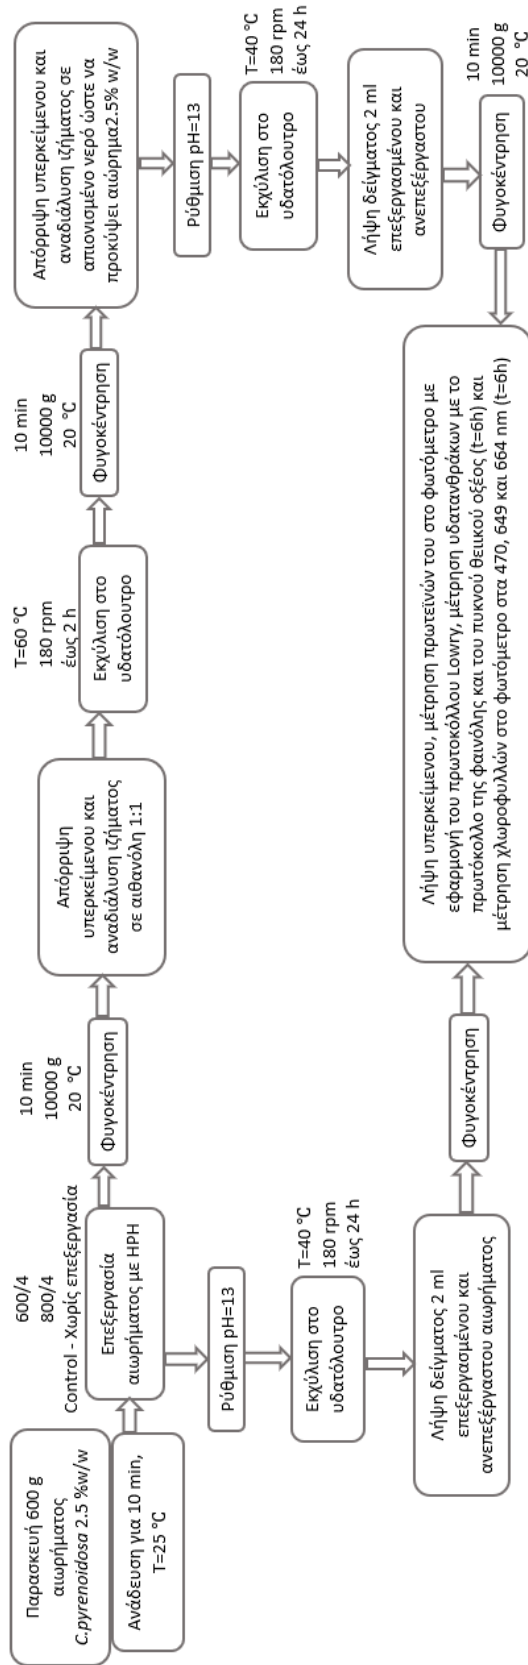 Παρασκευή 600 g
αιωρήματος
C.pyrenoidosa 2.5 %w/w
Ανάδευση για 10 min,
T=25 °C
600/4
800/4
Control - Χωρίς επεξεργασία
Επεξεργασία
αιωρήματος με HPH
10 min
10000 g
20 °C
Φυγοκέντρηση
Απόρριψη
υπερκείμενου και
αναδιάλυση ιζήματος
σε αιθανόλη 1:1
T=60 °C
180 rpm
έως 2 h
Εκχύλιση στο
υδατόλουτρο
10 min
10000 g
20 °C
Φυγοκέντρηση
Απόρριψη υπερκείμενου και
αναδιάλυση ιζήματος σε
απιονισμένο νερό ώστε να
προκύψει αιώρημα2.5% w/w
Ρύθμιση pH=13
T=40 °C
180 rpm
έως 24 h
Εκχύλιση στο
υδατόλουτρο
Λήψη δείγματος 2 ml
επεξεργασμένου και
ανεπεξέργαστου
10 min
10000 g
20 °C
Φυγοκέντρηση
Ρύθμιση pH=13
T=40 °C
180 rpm
έως 24 h
Εκχύλιση στο
υδατόλουτρο
Λήψη δείγματος 2 ml
επεξεργασμένου και
ανεπεξέργαστου αιωρήματος
Φυγοκέντρηση
Λήψη υπερκείμενου, μέτρηση πρωτεϊνών του στο φωτόμετρο με
εφαρμογή του πρωτοκόλλου Lowry, μέτρηση υδατανθράκων με το
πρωτόκολλο της φαινόλης και του πυκνού θειικού οξέος (t=6h) και
μέτρηση χλωροφυλλών στο φωτόμετρο στα 470, 649 και 664 nm (t=6h)